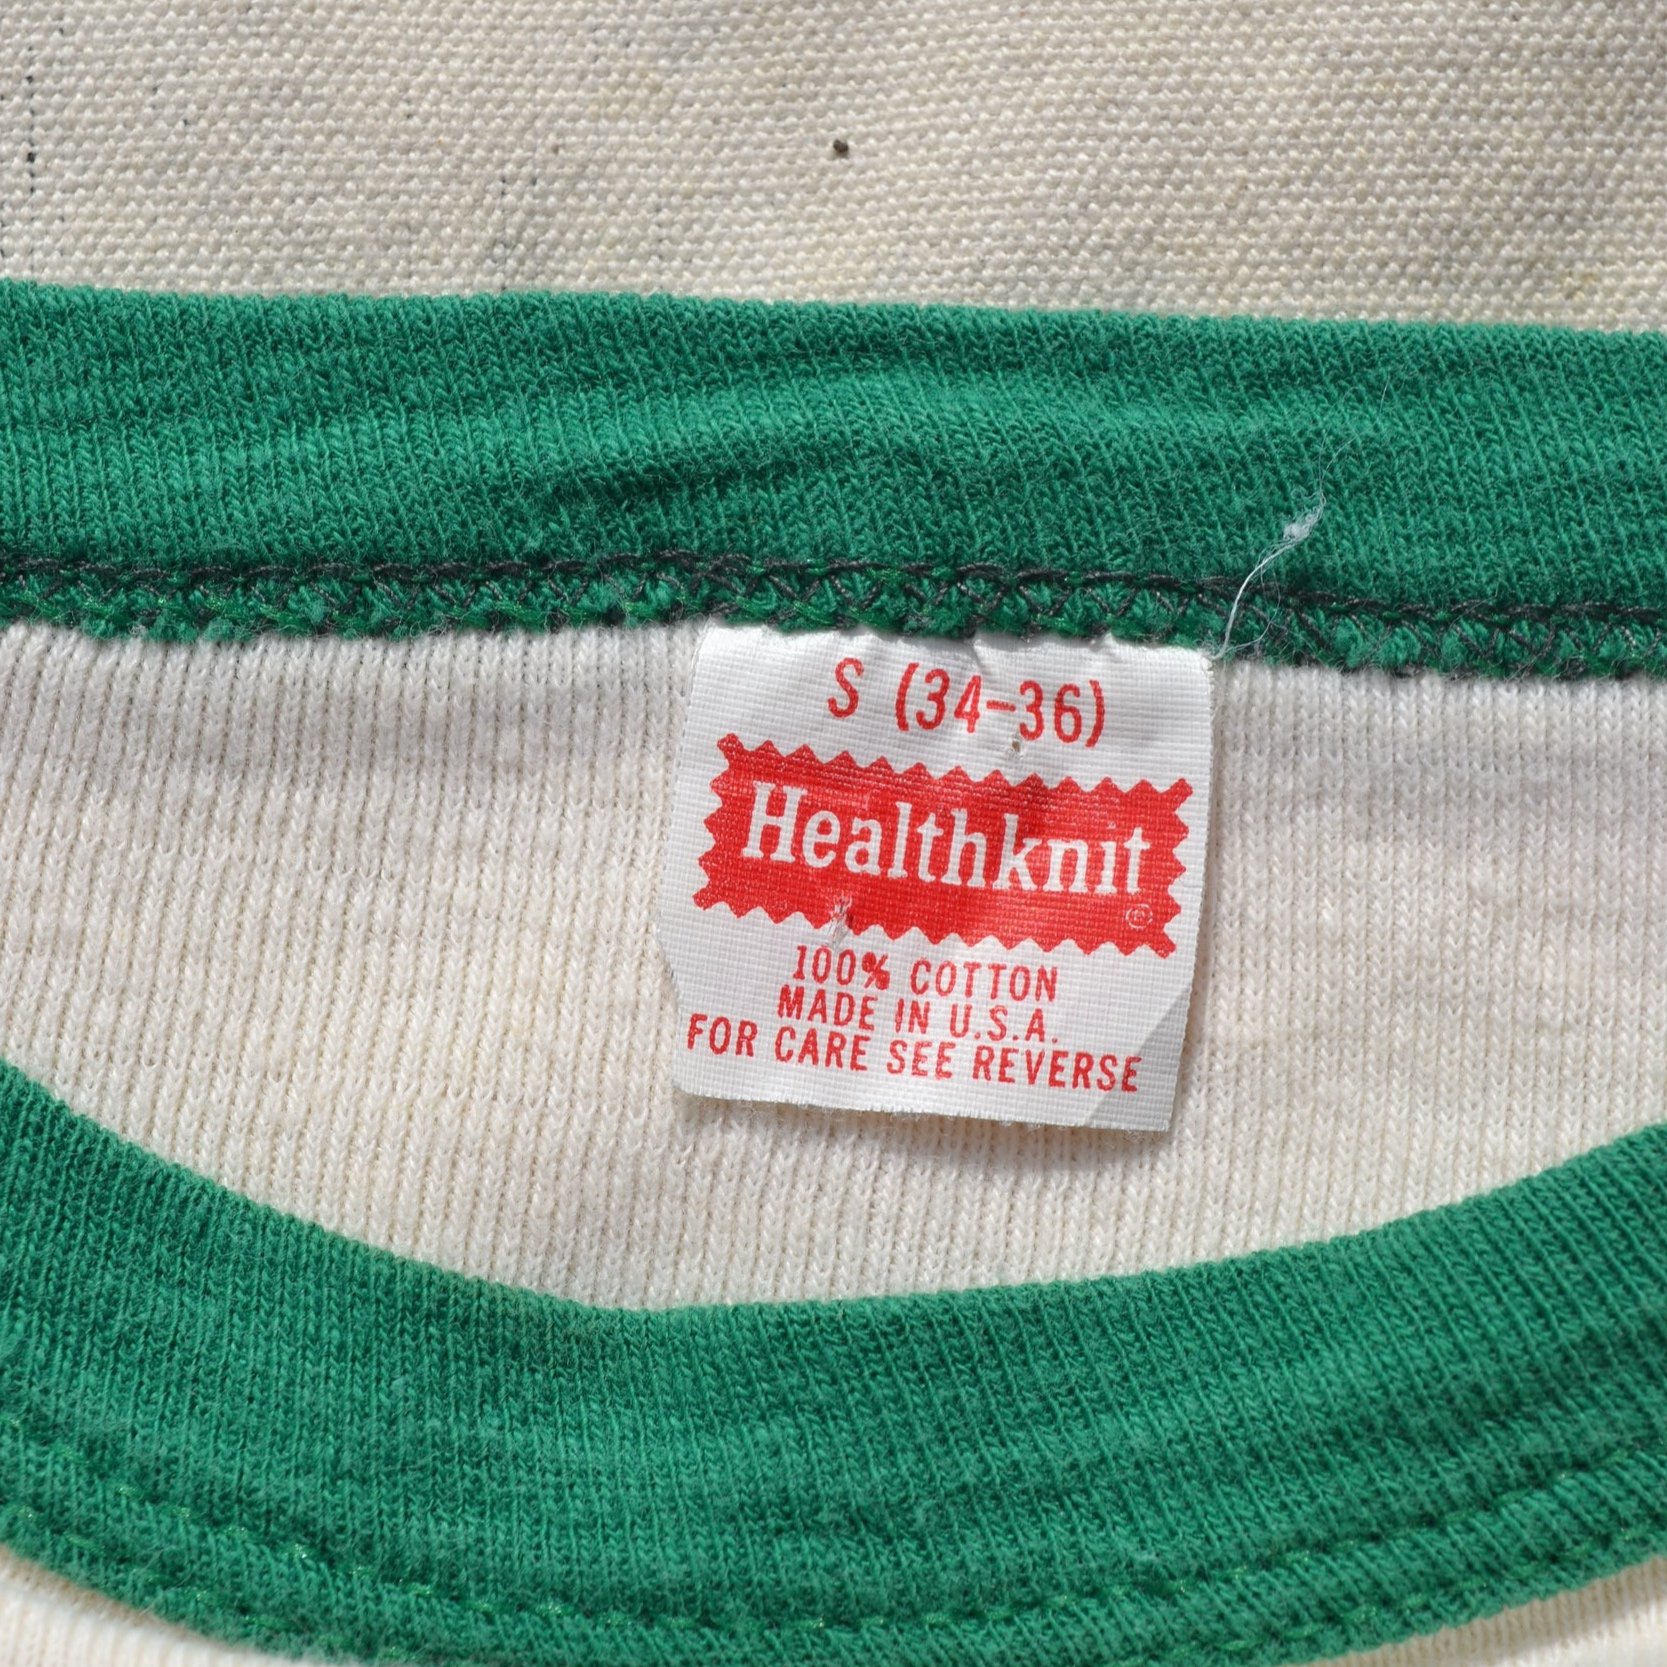 S (34-36)
Healthknit ®
100% COTTON
MADE IN U.S.A.
FOR CARE SEE REVERSE